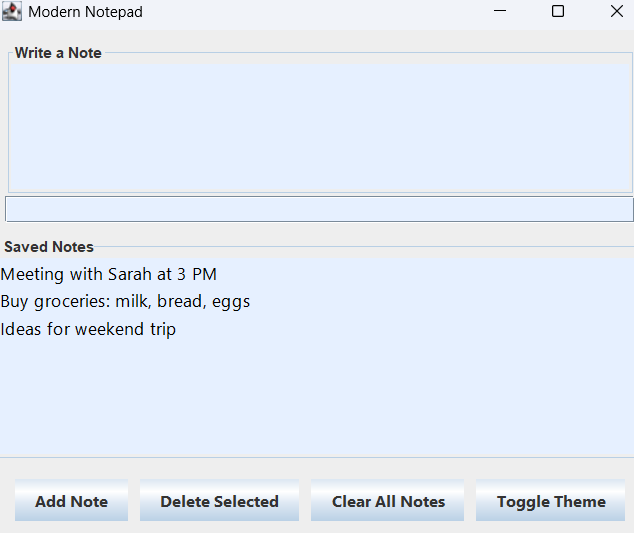 Modern Notepad
Write a Note
Saved Notes
Meeting with Sarah at 3 PM
Buy groceries: milk, bread, eggs
Ideas for weekend trip
Add Note Delete Selected Clear All Notes Toggle Theme